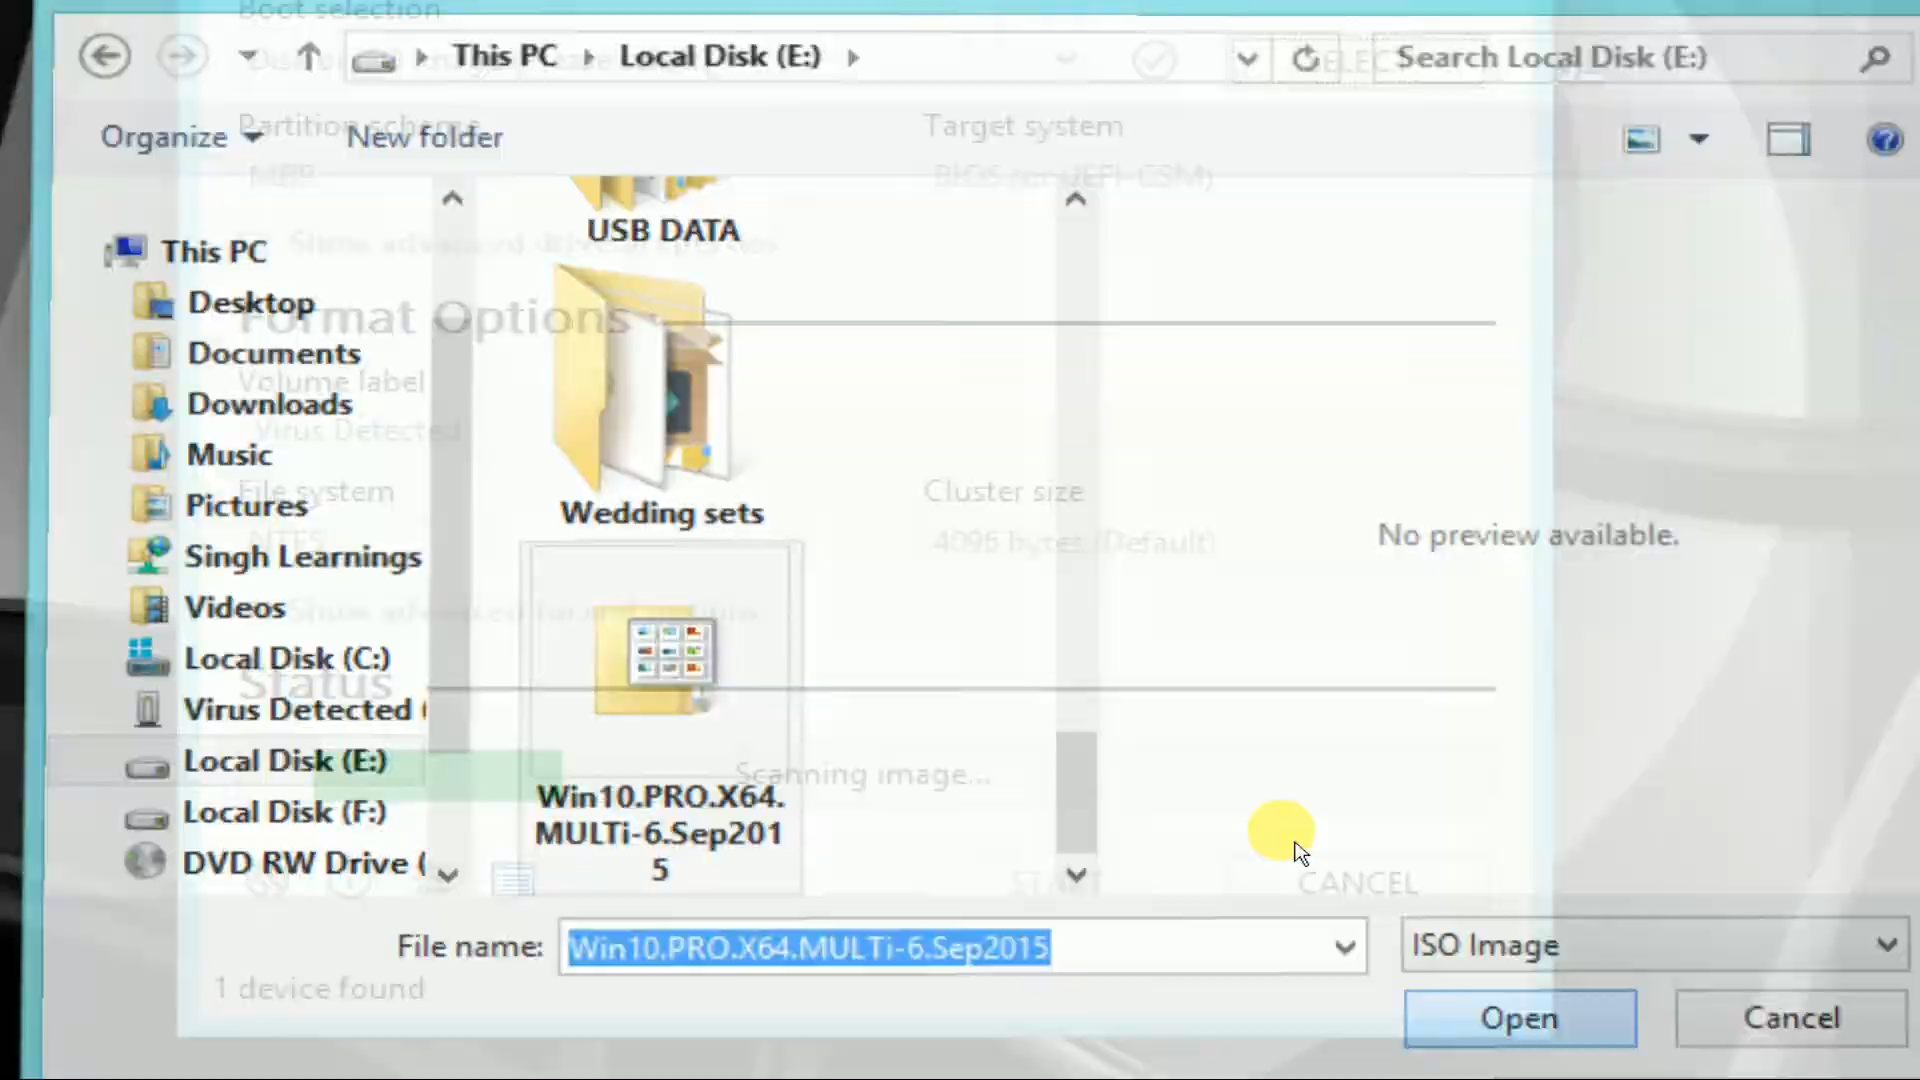 Boot selection
This PC
Local Disk (E:)
Search Local Disk (E:)
Organize
New folder
Partition scheme
Target system
MBR
BIOS (or UEFI-CSM)
USB DATA
Show advanced drive properties
This PC
Desktop
Documents
Downloads
Music
Pictures
Singh Learnings
Videos
Local Disk (C:)
Virus Detected (
Local Disk (E:)
Local Disk (F:)
DVD RW Drive (
Format Options
Volume label
Virus Detected
File system
Cluster size
NTFS
4096 bytes (Default)
Show advanced format options
Status
Scanning image...
Wedding sets
Win10.PRO.X64.
MULTi-6.Sep201
5
No preview available.
START
CANCEL
File name:
Win10.PRO.X64.MULTi-6.Sep2015
ISO Image
1 device found
Open
Cancel